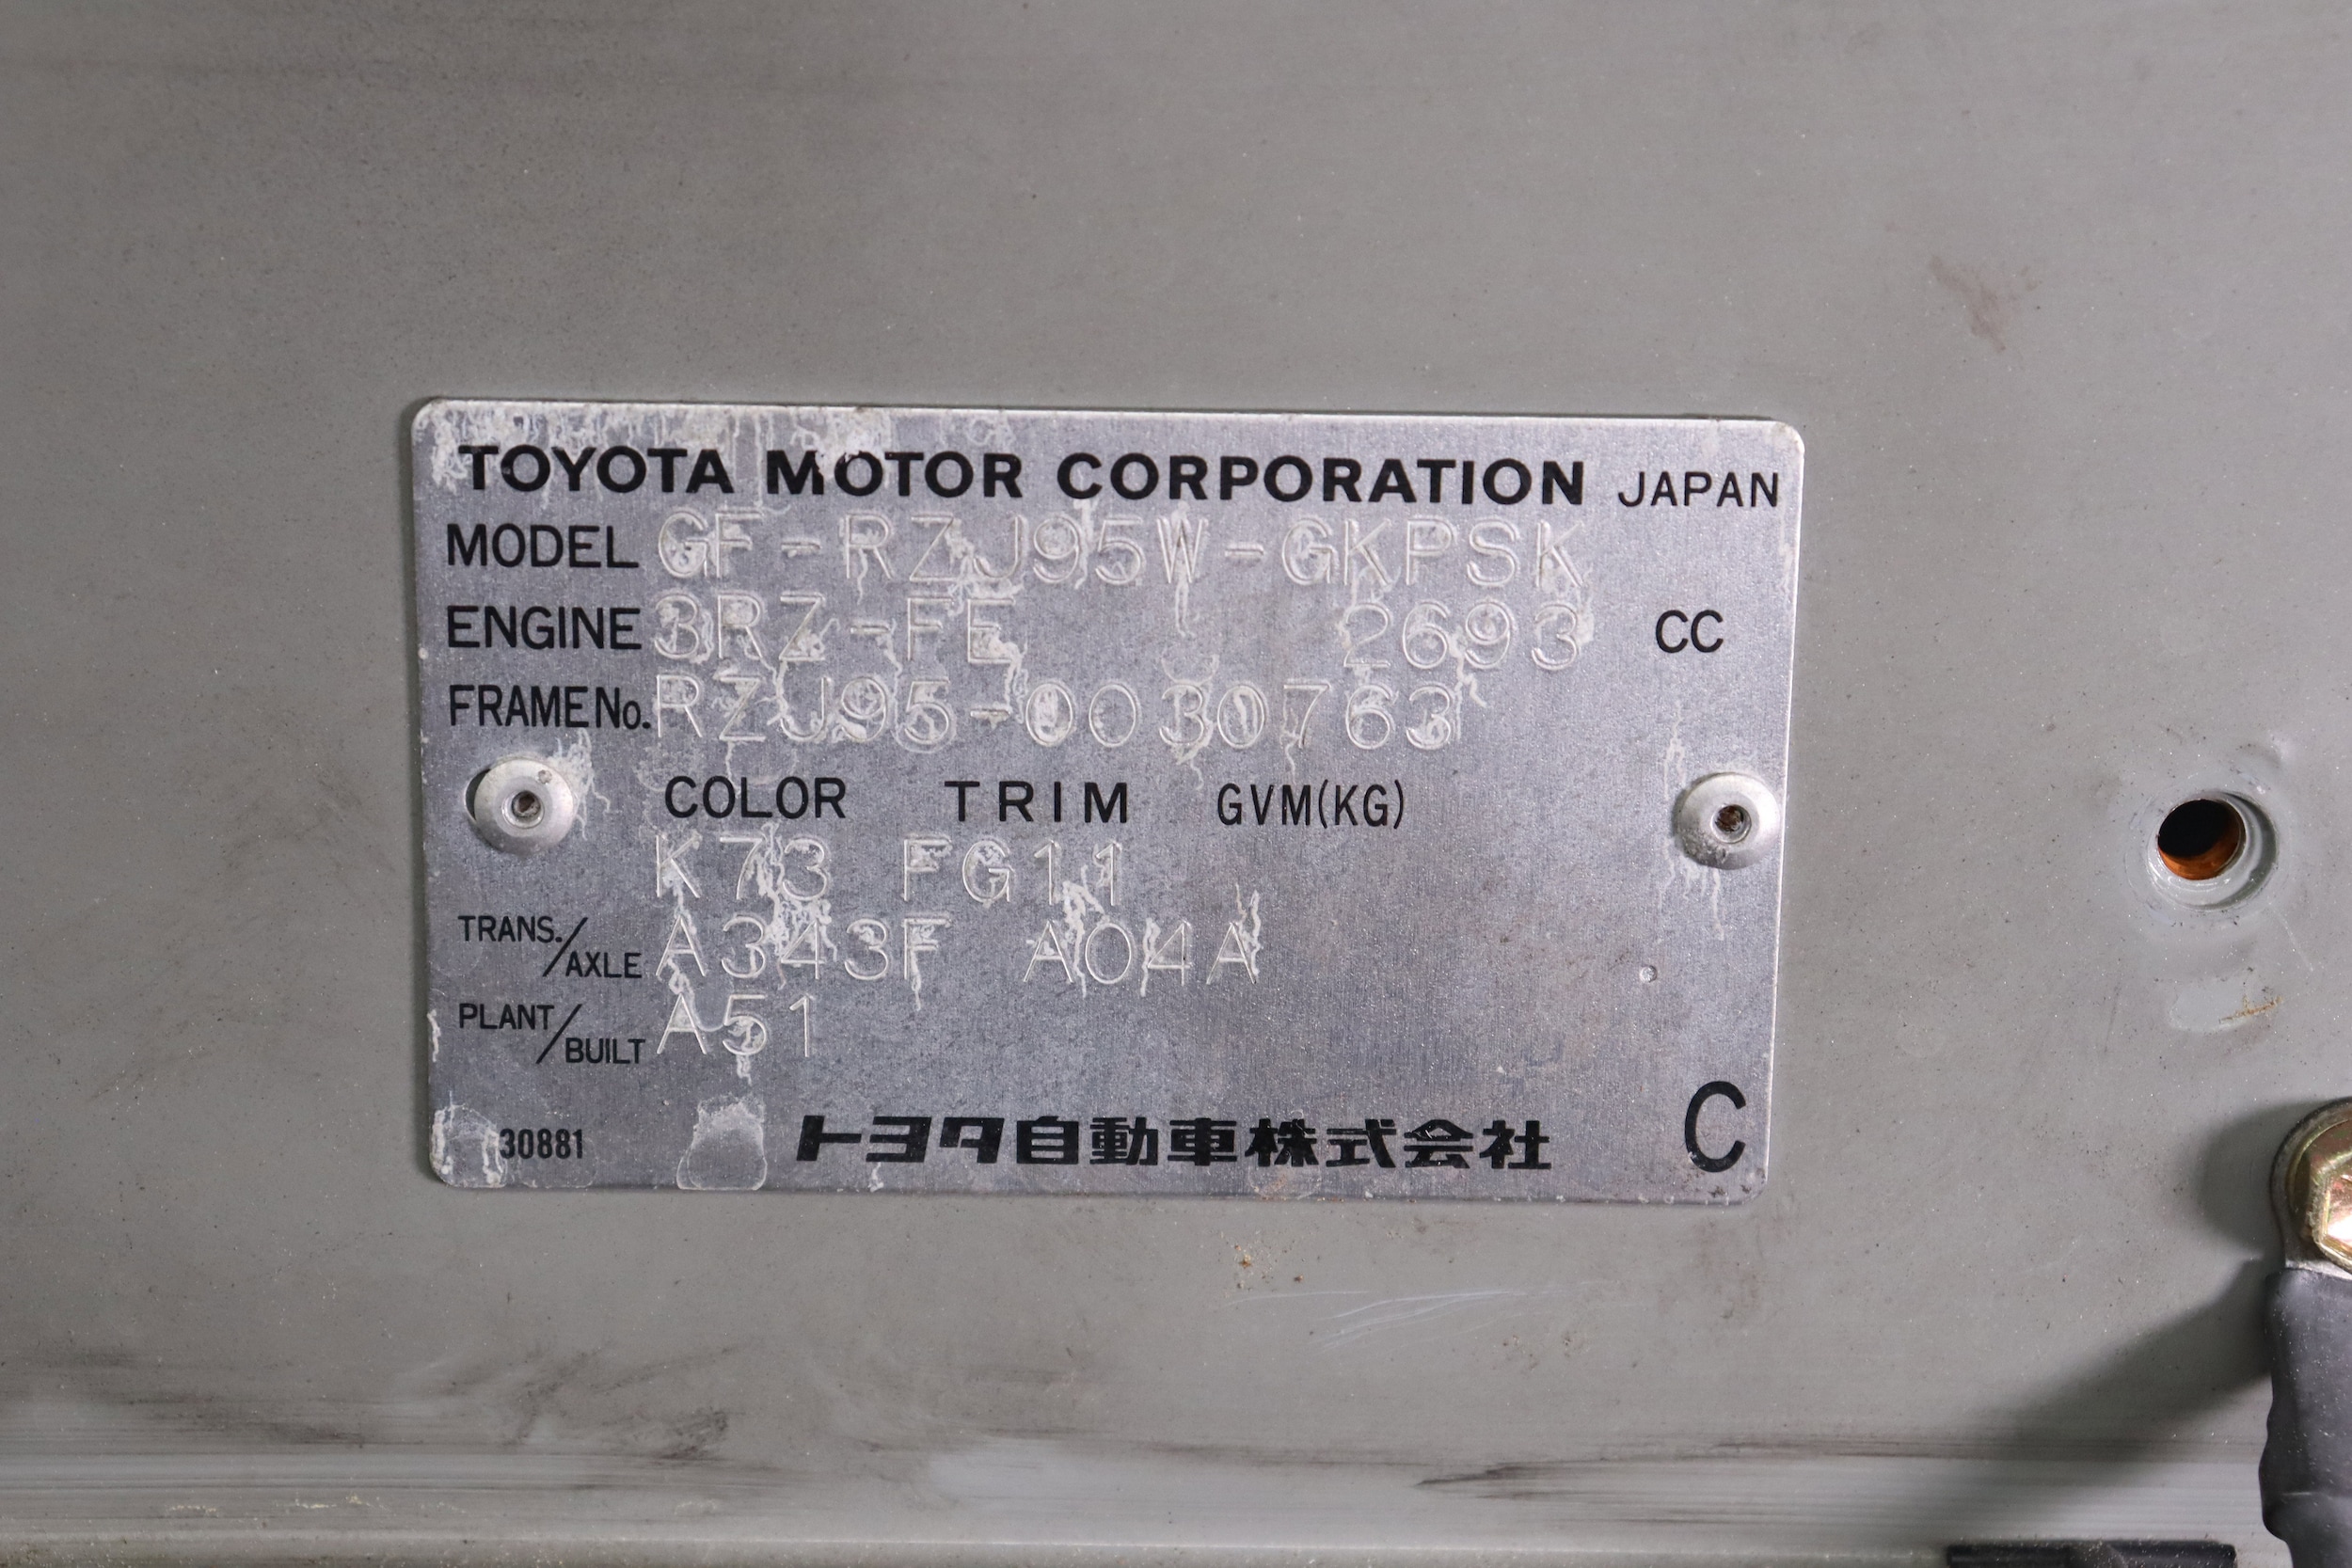 TOYOTA MOTOR CORPORATION JAPAN
MODEL GF-RZJ95W-GKPSK
ENGINE 3RZ-FE 2693 CC
FRAME No. RZJ95-0030763
COLOR TRIM GVM(KG)
K73 FG11
TRANS./AXLE A343F A04A
PLANT/BUILT A51
30881 トヨタ自動車株式会社 C